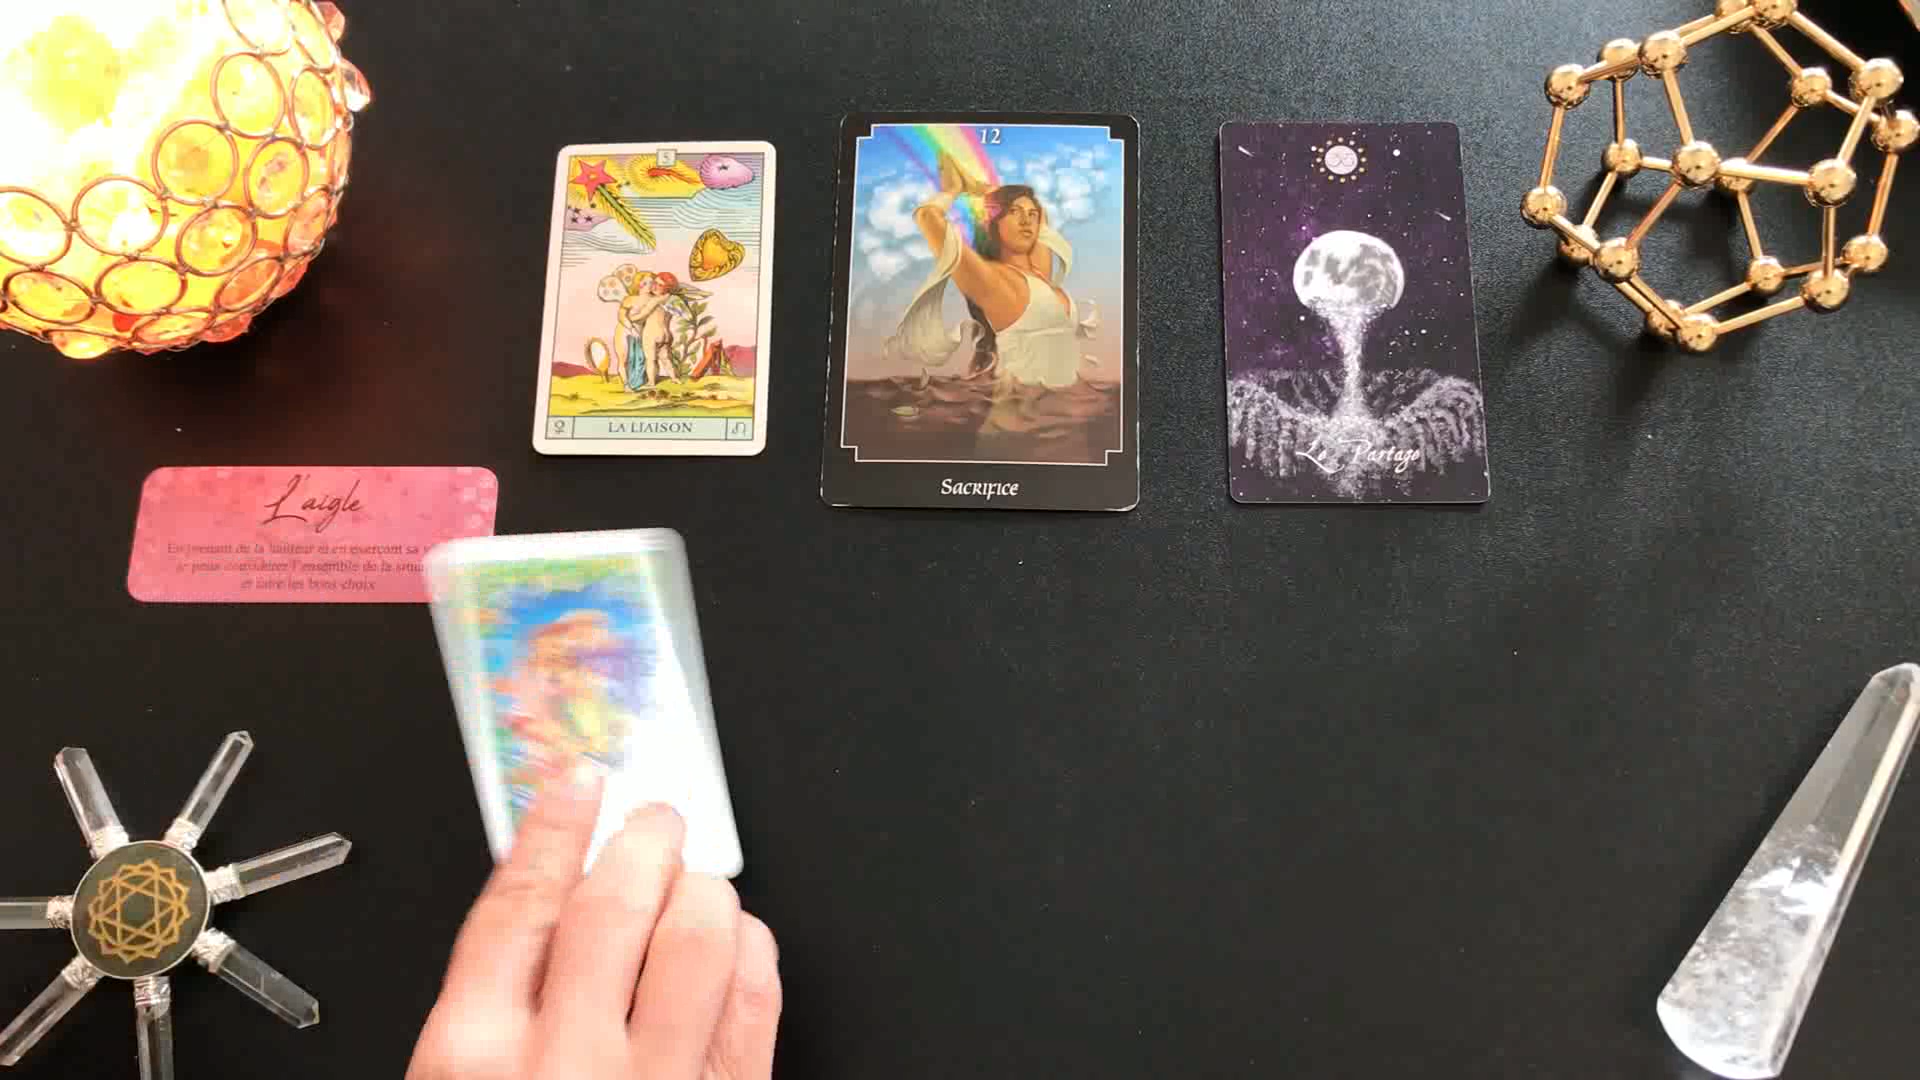 5
LA LIAISON
12
Sacrifice
Le Partage
L'aigle
En prenant de la hauteur et en exerçant sa
je peux considérer l'ensemble de la
et faire les bons choix